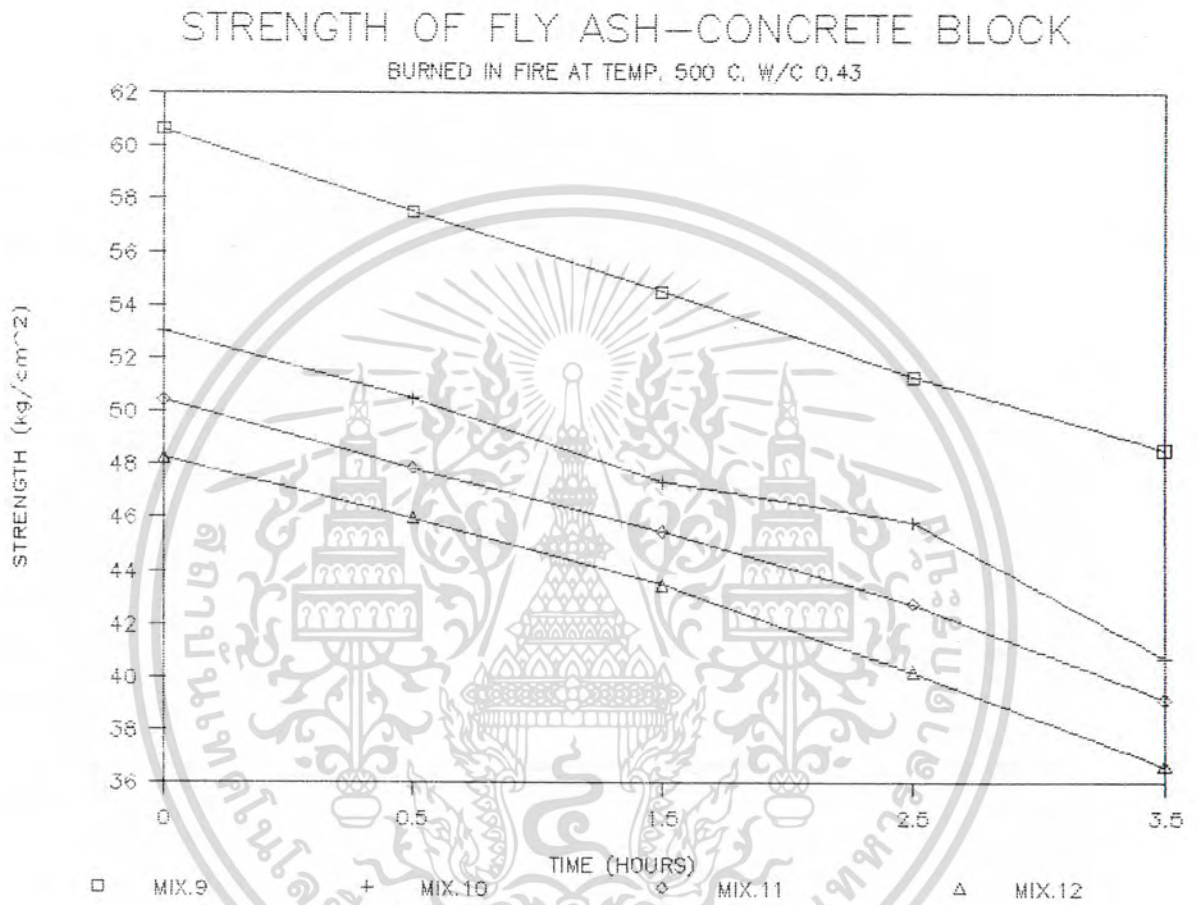 STRENGTH OF FLY ASH-CONCRETE BLOCK
BURNED IN FIRE AT TEMP. 500 C, W/C 0.43
62
60
58
56
54
52
50
48
46
44
42
40
38
36
STRENGTH (kg/cm^2)
0 0.5 1.5 2.5 3.5
TIME (HOURS)
MIX.9 MIX.10 MIX.11 MIX.12